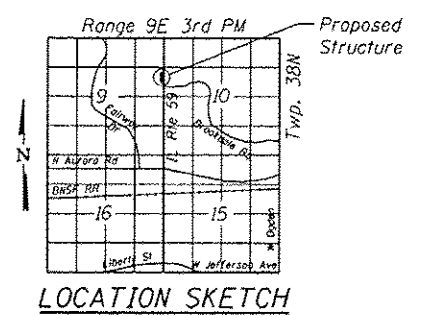 Range 9E 3rd PM
Proposed
Structure
Twp. 38N
9
10
Fairway
Dr
IL Rte 59
Brookdale Rd
N Aurora Rd
BNSF RR
16
15
Ogden
Liberty St
W Jefferson Ave
N
LOCATION SKETCH